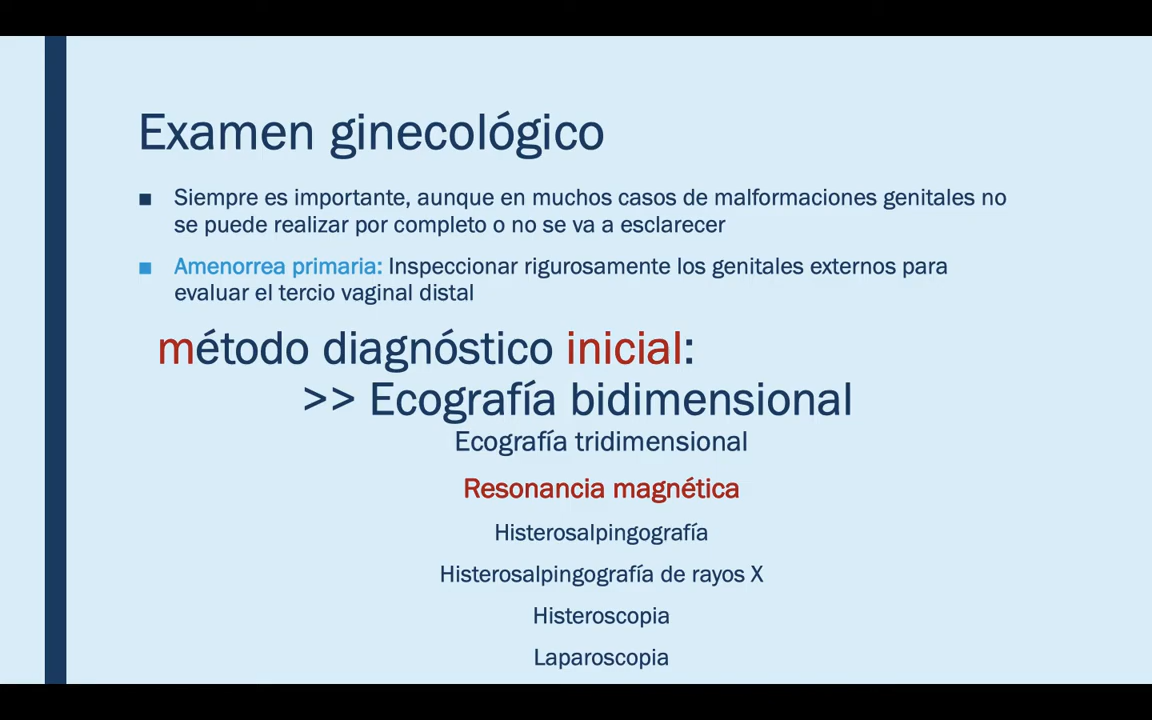 Examen ginecológico
■ Siempre es importante, aunque en muchos casos de malformaciones genitales no
se puede realizar por completo o no se va a esclarecer
■ Amenorrea primaria: Inspeccionar rigurosamente los genitales externos para
evaluar el tercio vaginal distal
método diagnóstico inicial:
>> Ecografía bidimensional
Ecografía tridimensional
Resonancia magnética
Histerosalpingografía
Histerosalpingografía de rayos X
Histeroscopia
Laparoscopia